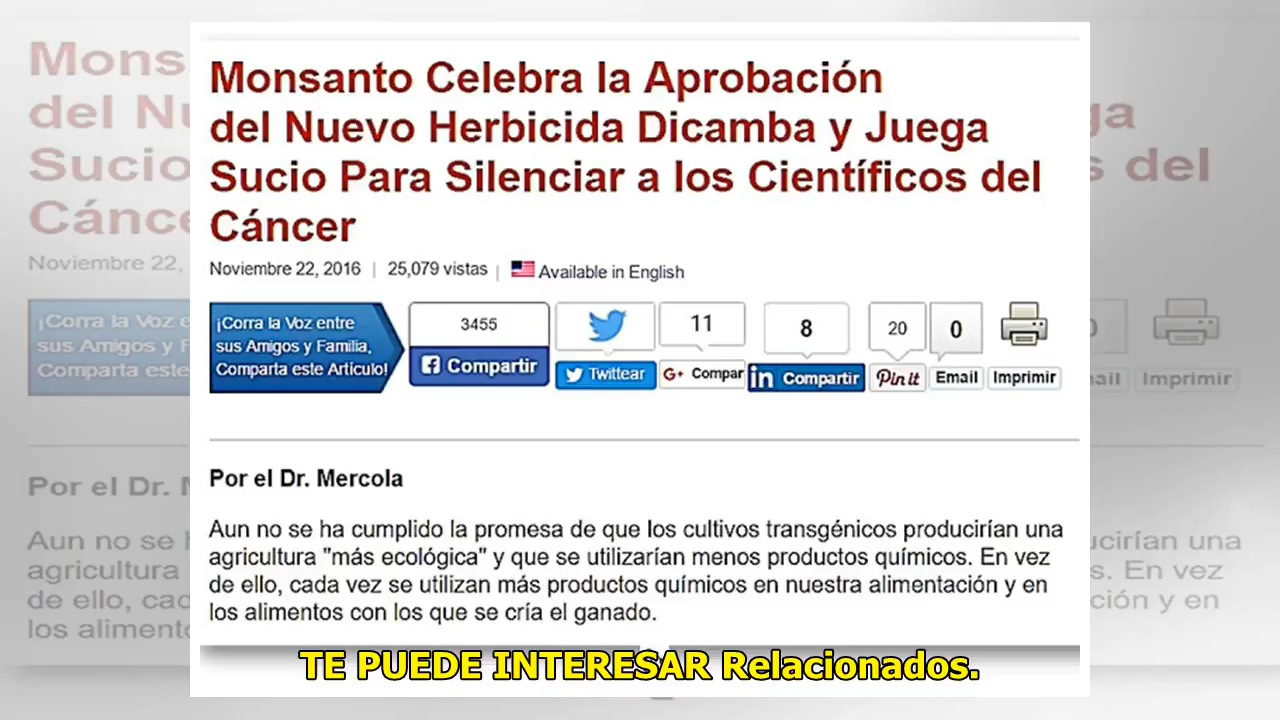 Monsanto Celebra la Aprobación
del Nuevo Herbicida Dicamba y Juega
Sucio Para Silenciar a los Científicos del
Cáncer
Noviembre 22, 2016 | 25,079 vistas | Available in English
¡Corra la Voz entre
sus Amigos y Familia,
Comparta este Artículo!
3455
Compartir
Twittear
11
G+ Compar
8
in Compartir
20
Pin it
0
Email
Imprimir
Por el Dr. Mercola
Aun no se ha cumplido la promesa de que los cultivos transgénicos producirían una
agricultura "más ecológica" y que se utilizarían menos productos químicos. En vez
de ello, cada vez se utilizan más productos químicos en nuestra alimentación y en
los alimentos con los que se cría el ganado.
TE PUEDE INTERESAR Relacionados.